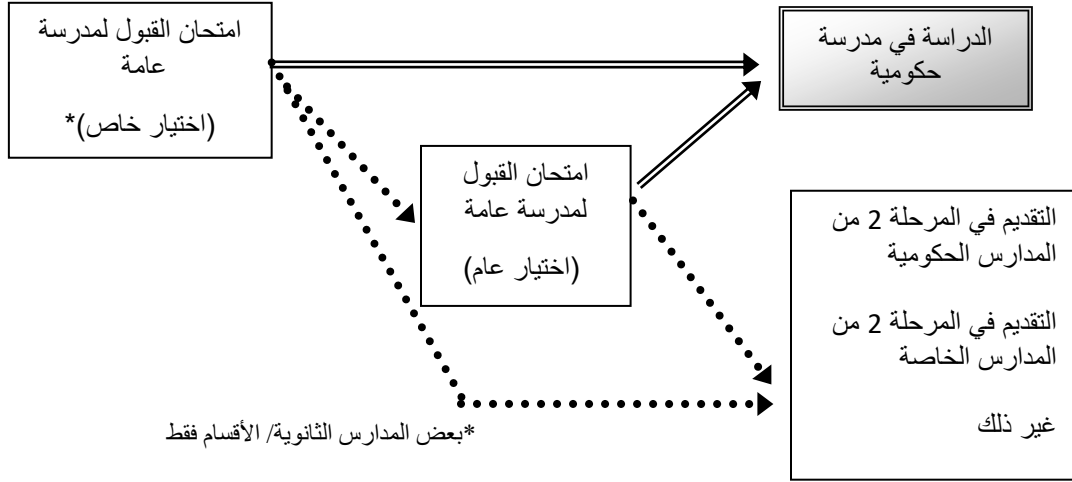 امتحان القبول لمدرسة
عامة
(اختيار خاص)*
الدراسة في مدرسة
حكومية
امتحان القبول
لمدرسة عامة
(اختيار عام)
التقديم في المرحلة 2 من
المدارس الحكومية
التقديم في المرحلة 2 من
المدارس الخاصة
غير ذلك
*بعض المدارس الثانوية/ الأقسام فقط